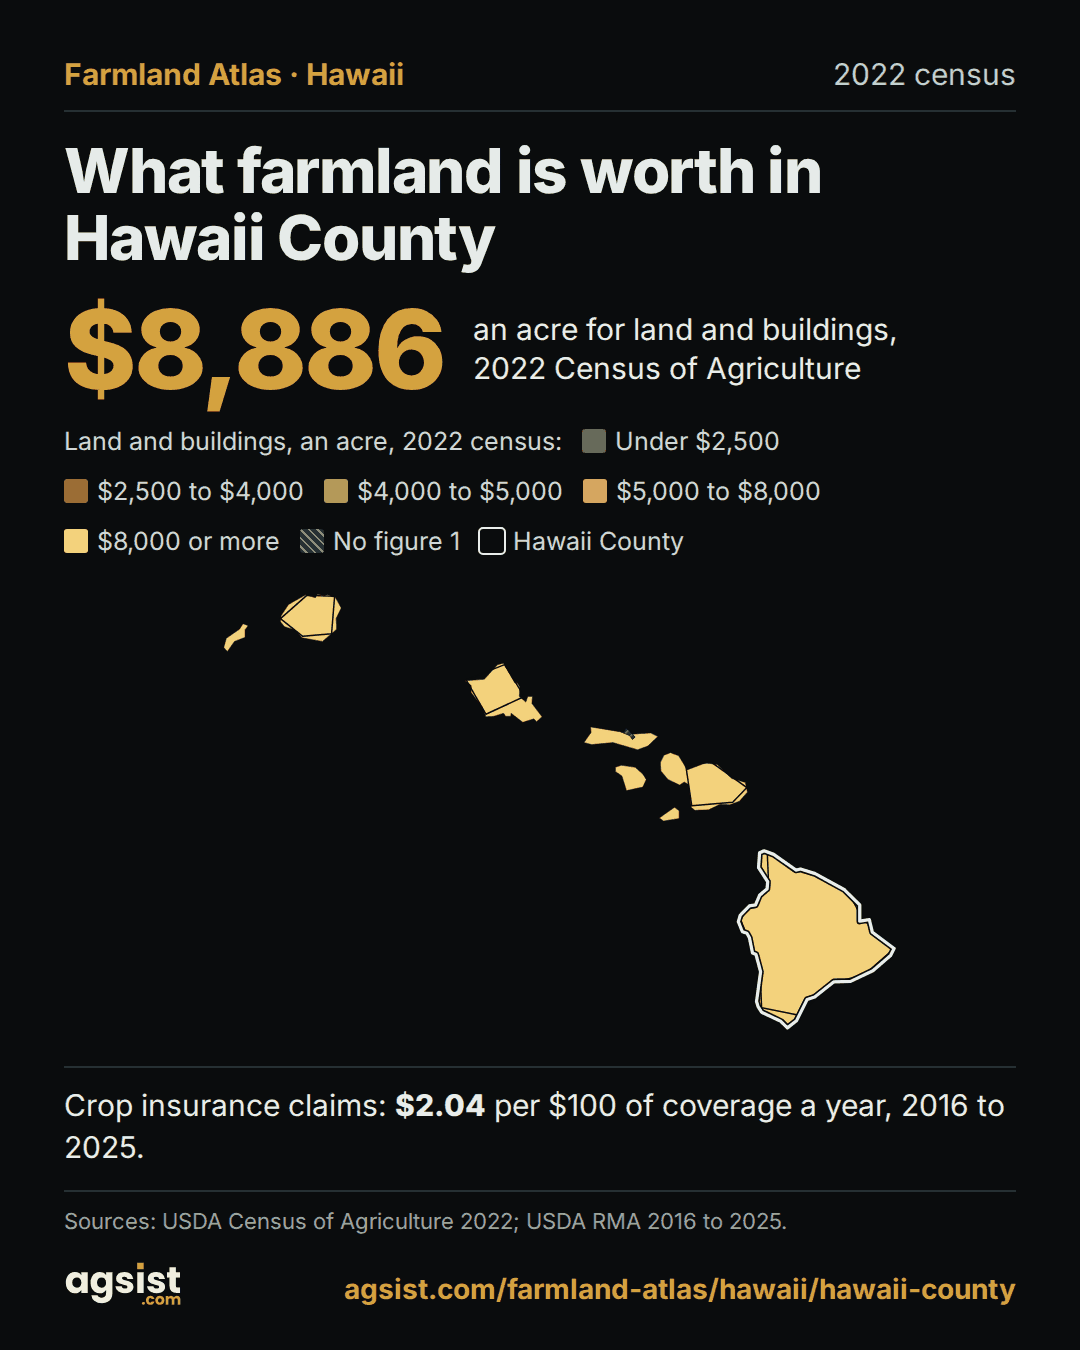 Farmland Atlas · Hawaii
2022 census
What farmland is worth in
Hawaii County
$8,886
an acre for land and buildings,
2022 Census of Agriculture
Land and buildings, an acre, 2022 census: Under $2,500
$2,500 to $4,000 $4,000 to $5,000 $5,000 to $8,000
$8,000 or more No figure 1 Hawaii County
Crop insurance claims: $2.04 per $100 of coverage a year, 2016 to
2025.
Sources: USDA Census of Agriculture 2022; USDA RMA 2016 to 2025.
agsist
.com
agsist.com/farmland-atlas/hawaii/hawaii-county